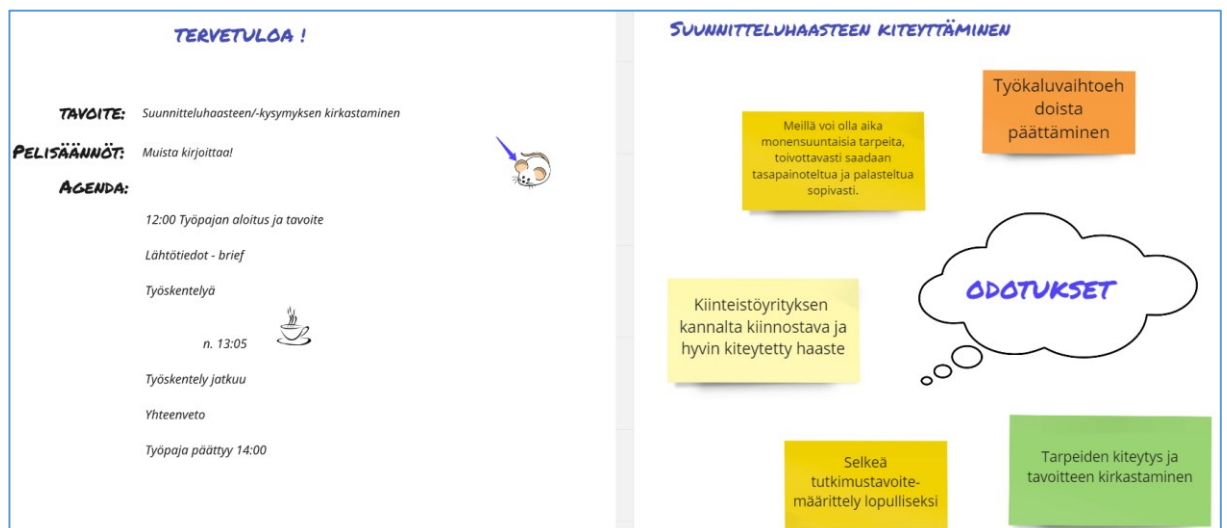 TERVETULOA !
TAVOITE: Suunnitteluhaasteen/-kysymyksen kirkastaminen
PELISÄÄNNÖT: Muista kirjoittaa!
AGENDA:
12:00 Työpajan aloitus ja tavoite
Lähtötiedot - brief
Työskentelyä
n. 13:05
Työskentely jatkuu
Yhteenveto
Työpaja päättyy 14:00
SUUNNITTELUHAASTEEN KITEYTTÄMINEN
Työkaluvaihtoeh
doista
päättäminen
Meillä voi olla aika
monensuuntaisia tarpeita,
toivottavasti saadaan
tasapainoteltua ja palasteltua
sopivasti.
Kiinteistöyrityksen
kannalta kiinnostava ja
hyvin kiteytetty haaste
ODOTUKSET
Selkeä
tutkimustavoite-
määrittely lopulliseksi
Tarpeiden kiteytys ja
tavoitteen kirkastaminen